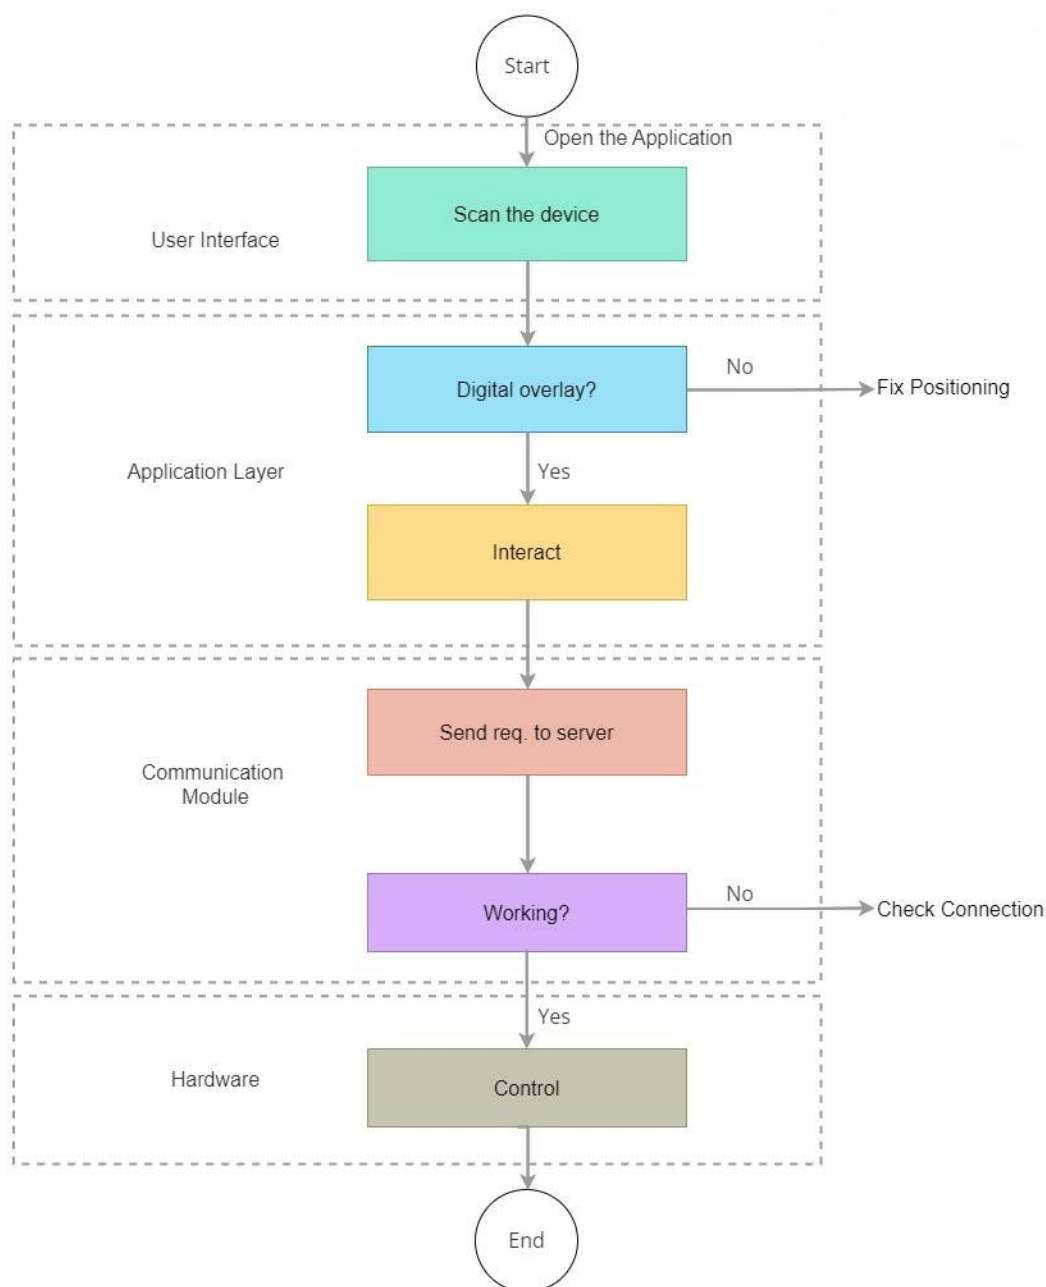 Start
Open the Application
Scan the device
User Interface
Digital overlay?
No
Fix Positioning
Yes
Application Layer
Interact
Send req. to server
Communication
Module
Working?
No
Check Connection
Yes
Hardware
Control
End